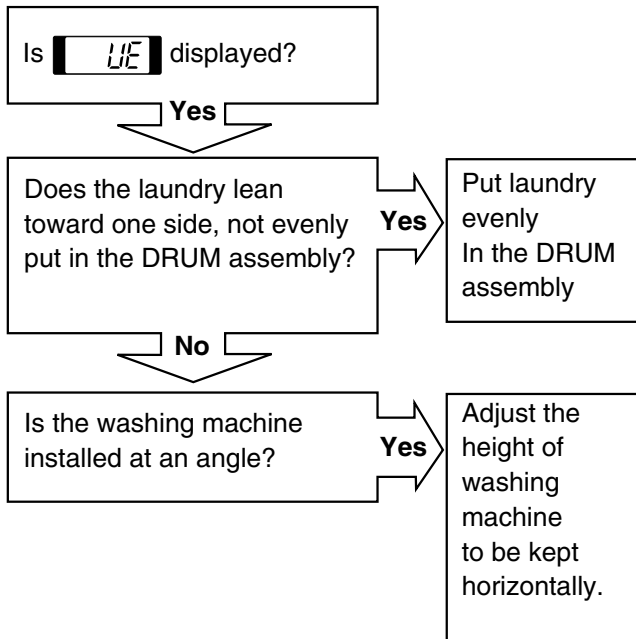 Is UE displayed?
Yes
Does the laundry lean
toward one side, not evenly
put in the DRUM assembly?
Yes
Put laundry
evenly
In the DRUM
assembly
No
Is the washing machine
installed at an angle?
Yes
Adjust the
height of
washing
machine
to be kept
horizontally.